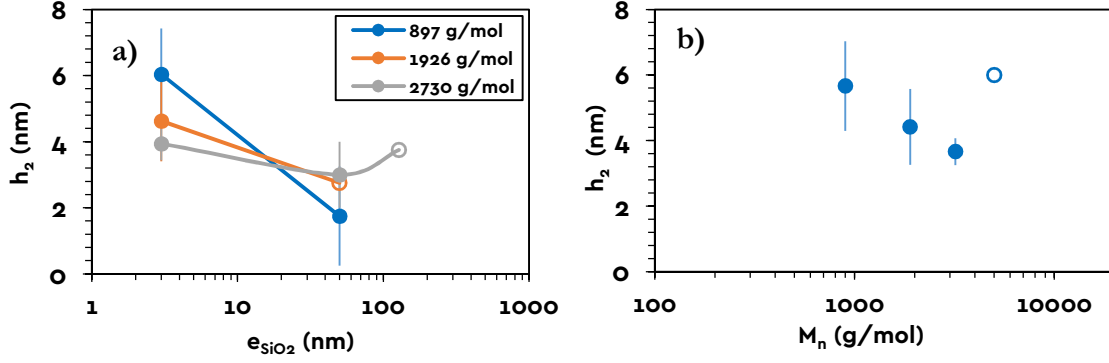 a)
897 g/mol
1926 g/mol
2730 g/mol
h₂ (nm)
8
6
4
2
0
1 10 100 1000
e_SiO₂ (nm)
b)
h₂ (nm)
8
6
4
2
0
100 1000 10000
Mₙ (g/mol)